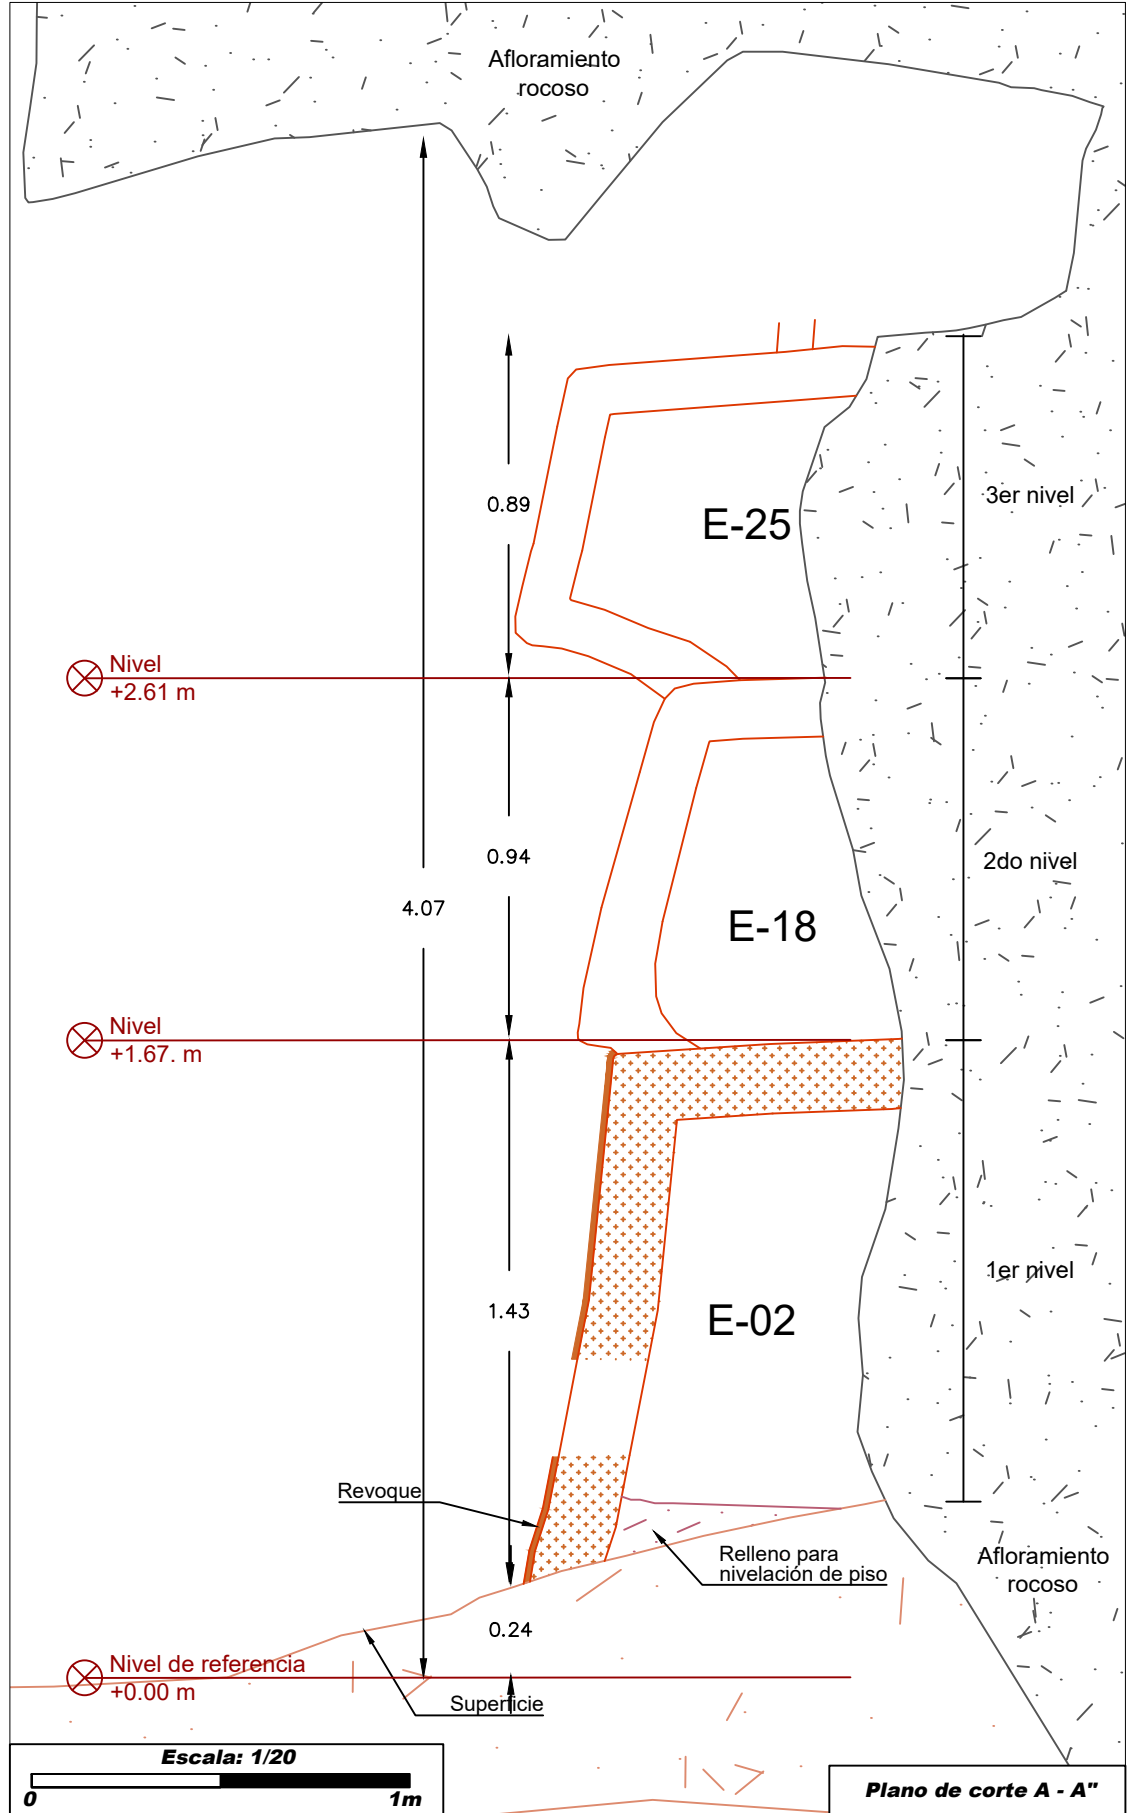 Afloramiento
rocoso
0.89
E-25
3er nivel
Nivel
+2.61 m
0.94
2do nivel
4.07
E-18
Nivel
+1.67. m
1er nivel
1.43
E-02
Revoque
Relleno para
nivelación de piso
Afloramiento
rocoso
0.24
Nivel de referencia
+0.00 m
Superficie
Escala: 1/20
0 1m
Plano de corte A - A"